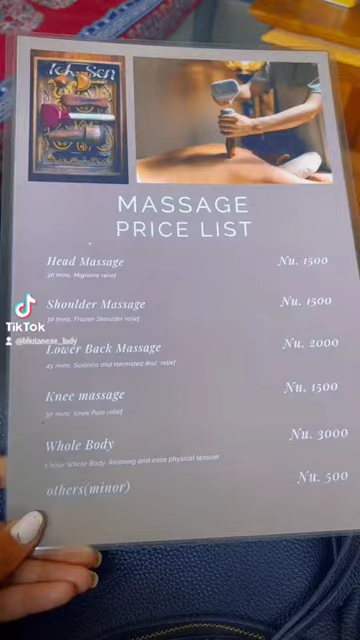 Tok-Sen
MASSAGE
PRICE LIST
Head Massage Nu. 1500
30 mins, Migraine relief
Shoulder Massage Nu. 1500
30 mins, Frozen Shoulder relief
TikTok
@bhutanese_lady
Lower Back Massage Nu. 2000
45 mins, Sciatica and Herniated disc relief
Knee massage Nu. 1500
30 mins, Knee Pain relief
Whole Body Nu. 3000
1 hour Whole Body, Relaxing and ease physical tension
others(minor) Nu. 500